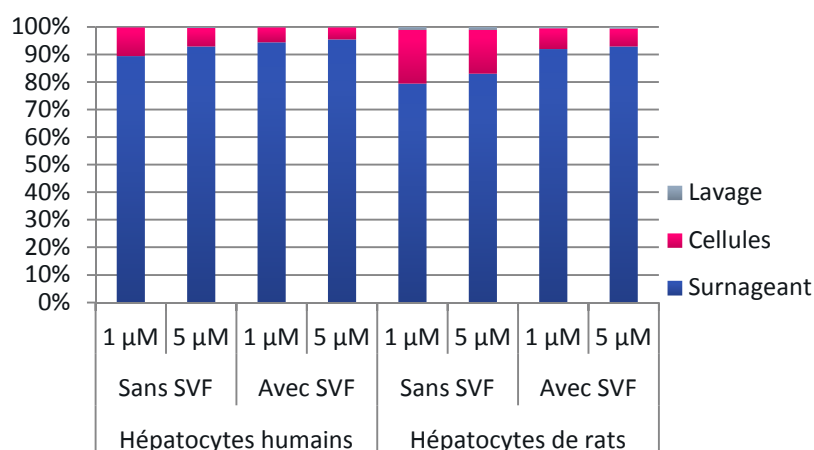 100%
90%
80%
70%
60%
50%
40%
30%
20%
10%
0%
Lavage
Cellules
Surnageant
1 µM 5 µM 1 µM 5 µM 1 µM 5 µM 1 µM 5 µM
Sans SVF Avec SVF Sans SVF Avec SVF
Hépatocytes humains Hépatocytes de rats